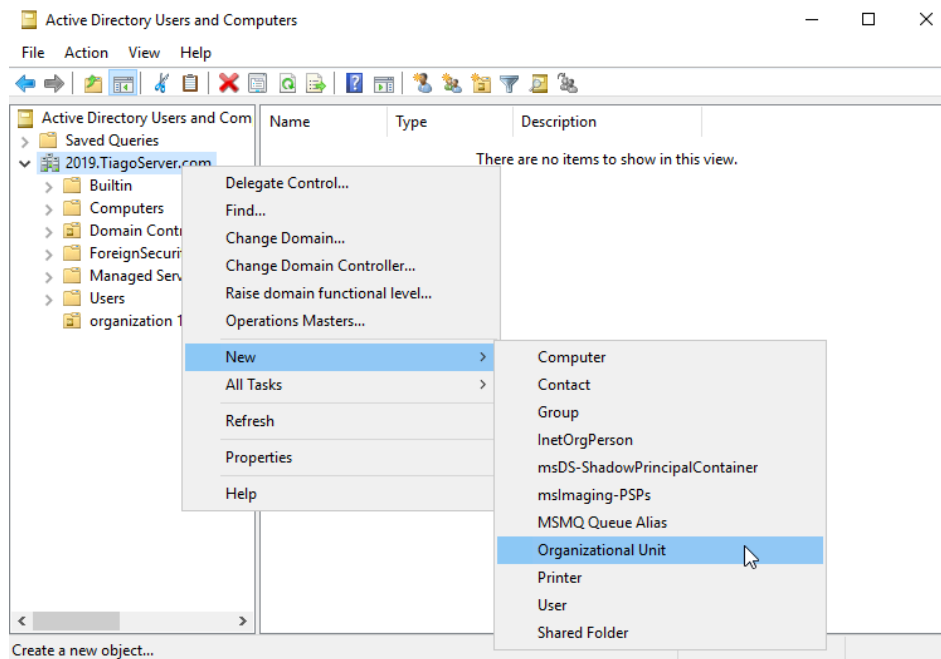 Active Directory Users and Computers
File Action View Help
Active Directory Users and Com
Name Type Description
Saved Queries
There are no items to show in this view.
2019.TiagoServer.com
Builtin
Computers
Domain Contr
ForeignSecuri
Managed Serv
Users
organization 1
Delegate Control...
Find...
Change Domain...
Change Domain Controller...
Raise domain functional level...
Operations Masters...
New
All Tasks
Refresh
Properties
Help
Computer
Contact
Group
InetOrgPerson
msDS-ShadowPrincipalContainer
msImaging-PSPs
MSMQ Queue Alias
Organizational Unit
Printer
User
Shared Folder
Create a new object...